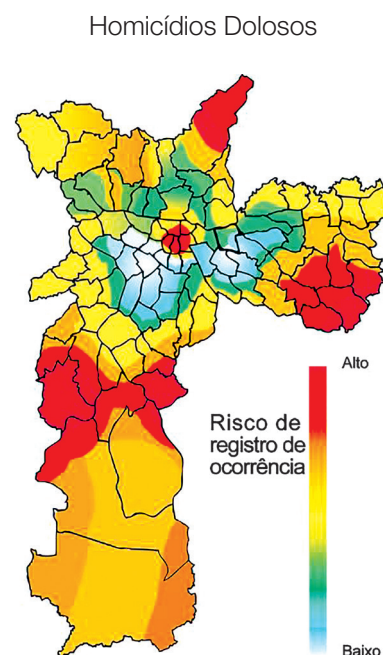 Homicídios Dolosos
Alto
Risco de
registro de
ocorrência
Baixo